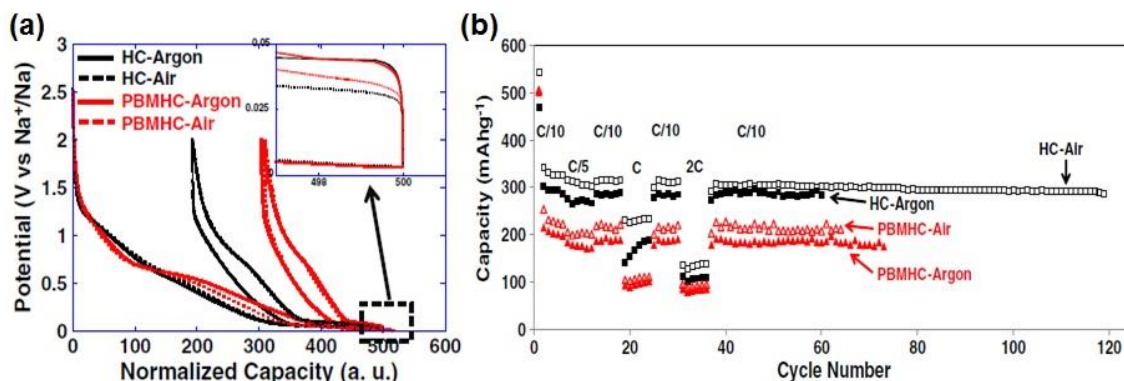 (a)
3
2.5
2
1.5
1
0.5
0
0 100 200 300 400 500 600
Potential (V vs Na⁺/Na)
Normalized Capacity (a. u.)
HC-Argon
HC-Air
PBMHC-Argon
PBMHC-Air
0.05
0.025
0
498 500
(b)
600
500
400
300
200
100
0
0 20 40 60 80 100 120
Capacity (mAhg⁻¹)
Cycle Number
C/10 C/10 C/10 C/10
C/5 C 2C
HC-Air
HC-Argon
PBMHC-Air
PBMHC-Argon